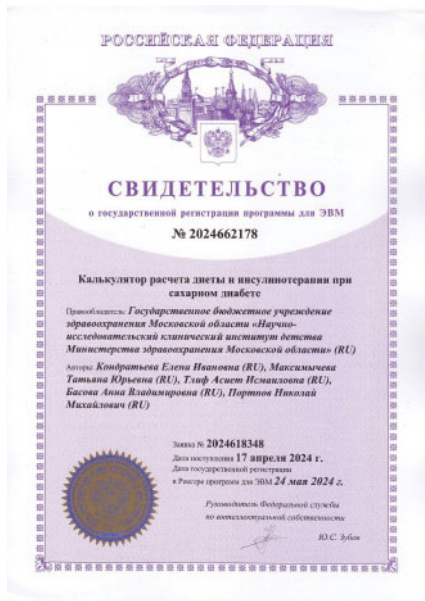 РОССИЙСКАЯ ФЕДЕРАЦИЯ
СВИДЕТЕЛЬСТВО
о государственной регистрации программы для ЭВМ
№ 2024662178
Калькулятор расчета диеты и инсулинотерапии при
сахарном диабете
Правообладатель: Государственное бюджетное учреждение
здравоохранения Московской области «Научно-
исследовательский клинический институт детства
Министерства здравоохранения Московской области» (RU)
Авторы: Кондратьева Елена Ивановна (RU), Максимычева
Татьяна Юрьевна (RU), Тлиф Асиет Исмаиловна (RU),
Басова Анна Владимировна (RU), Портнов Николай
Михайлович (RU)
Заявка № 2024618348
Дата поступления 17 апреля 2024 г.
Дата государственной регистрации
в Реестре программ для ЭВМ 24 мая 2024 г.
Руководитель Федеральной службы
по интеллектуальной собственности
Ю.С. Зубов